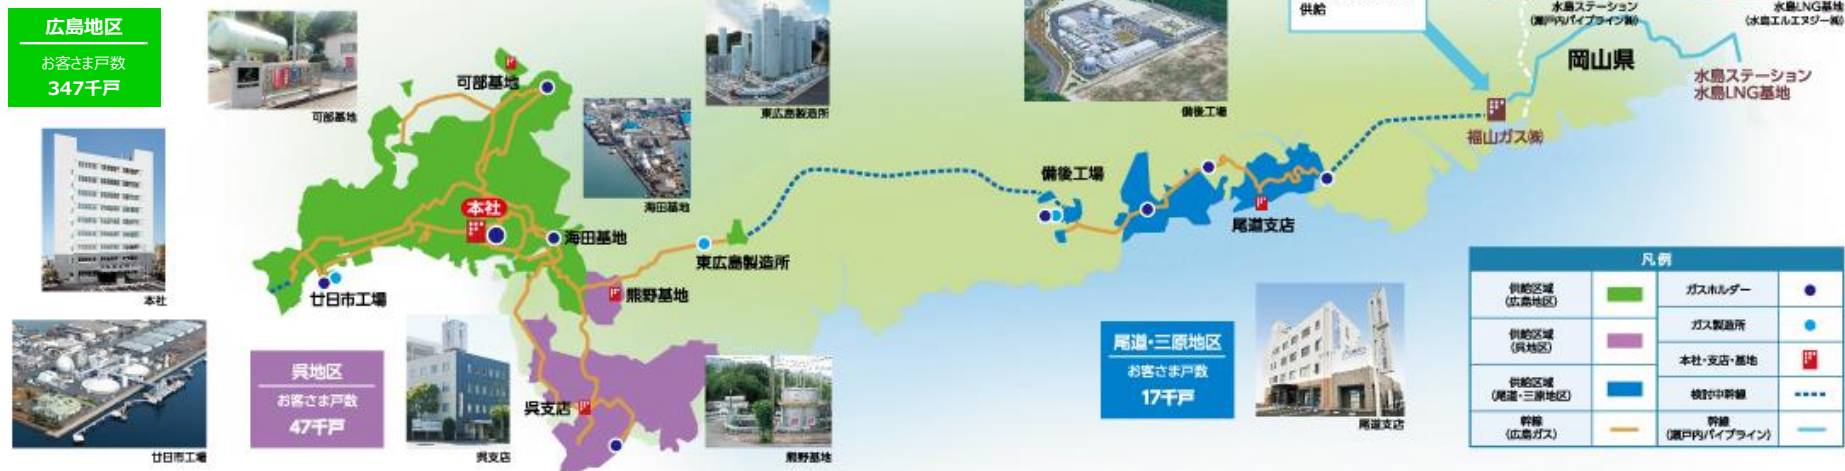 広島地区
お客さま戸数
347千戸
可部基地
可部基地
東広島製造所
海田基地
備後工場
供給
水島ステーション
(瀬戸内パイプライン㈱)
水島LNG基地
(水島エルエヌジー㈱)
岡山県
水島ステーション
水島LNG基地
福山ガス㈱
本社
本社
海田基地
東広島製造所
備後工場
尾道支店
廿日市工場
熊野基地
廿日市工場
呉地区
お客さま戸数
47千戸
呉支店
呉支店
熊野基地
尾道・三原地区
お客さま戸数
17千戸
尾道支店
凡例
供給区域
(広島地区)
ガスホルダー
ガス製造所
供給区域
(呉地区)
本社・支店・基地
供給区域
(尾道・三原地区)
検討中幹線
幹線
(広島ガス)
幹線
(瀬戸内パイプライン)